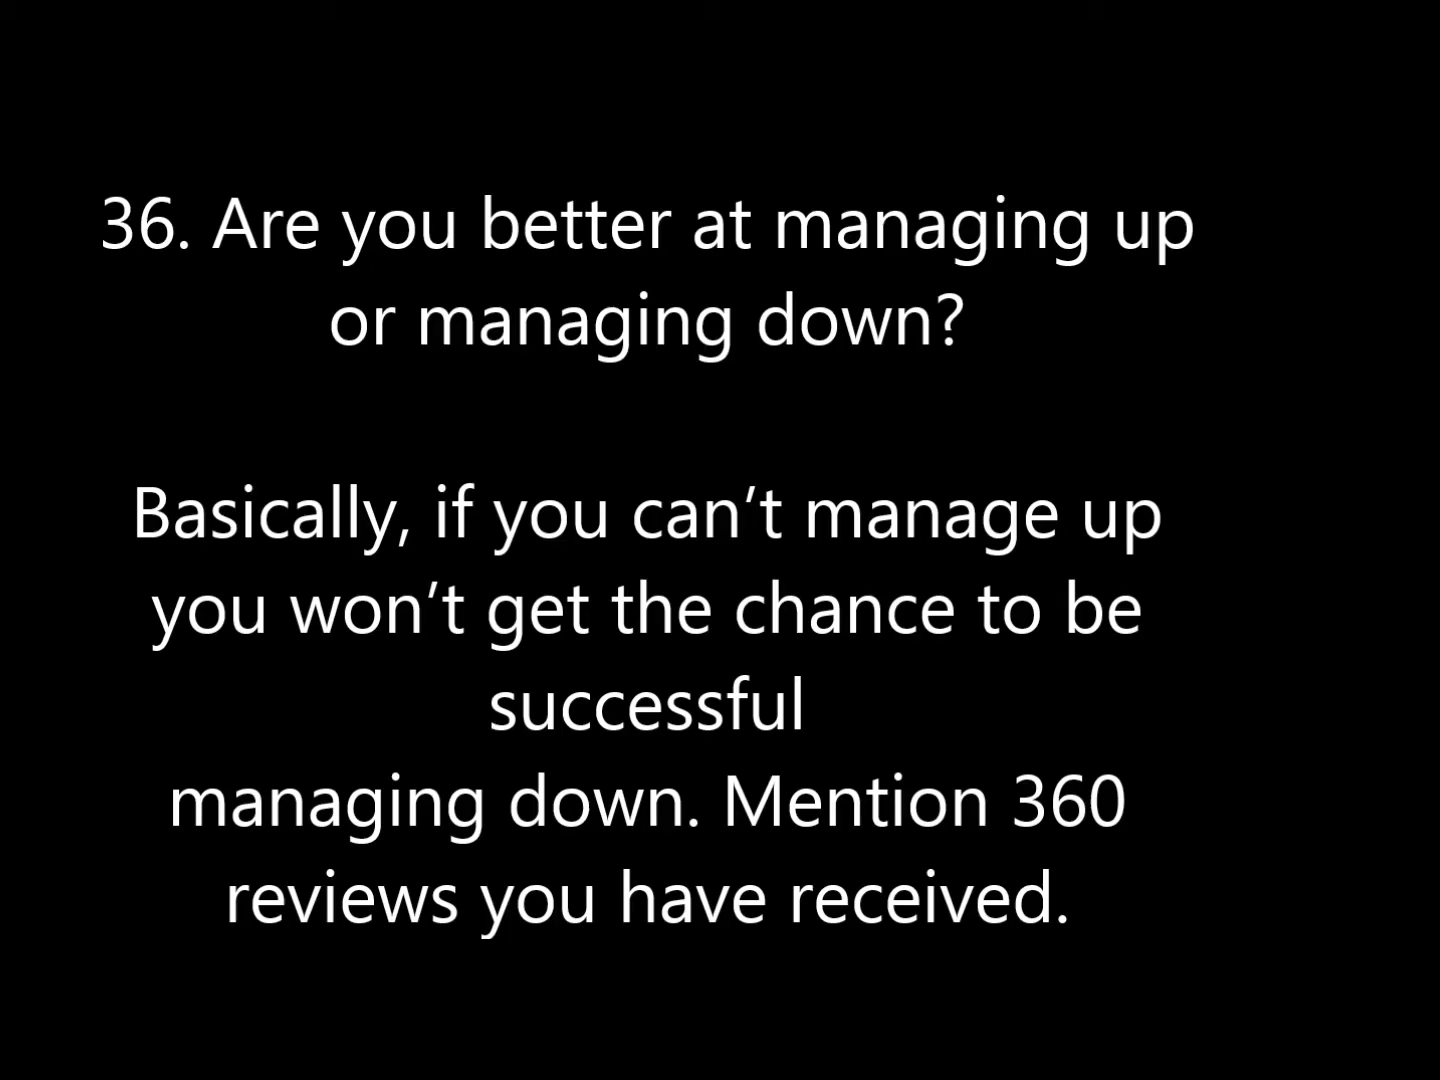 36. Are you better at managing up
or managing down?
Basically, if you can’t manage up
you won’t get the chance to be
successful
managing down. Mention 360
reviews you have received.